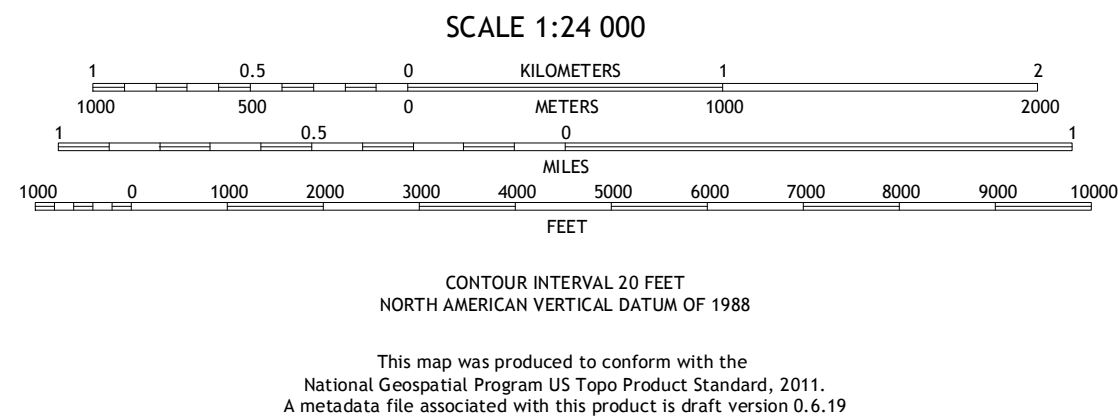 SCALE 1:24 000
1 0.5 0 KILOMETERS 1 2
1000 500 0 METERS 1000 2000
1 0.5 0 1
MILES
1000 0 1000 2000 3000 4000 5000 6000 7000 8000 9000 10000
FEET
CONTOUR INTERVAL 20 FEET
NORTH AMERICAN VERTICAL DATUM OF 1988
This map was produced to conform with the
National Geospatial Program US Topo Product Standard, 2011.
A metadata file associated with this product is draft version 0.6.19